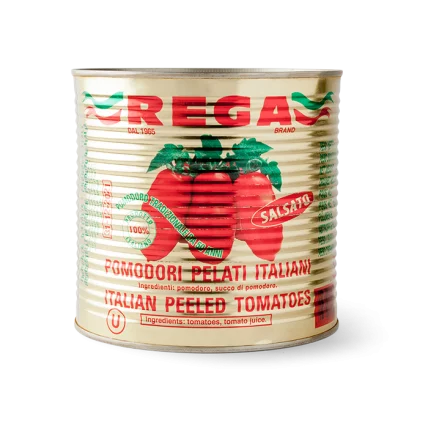 REGA
DAL 1965
BRAND
SALSATO
100%
POMODORI PELATI ITALIANI
Ingredienti: pomodoro, succo di pomodoro.
ITALIAN PEELED TOMATOES
U
Ingredients: tomatoes, tomato juice.